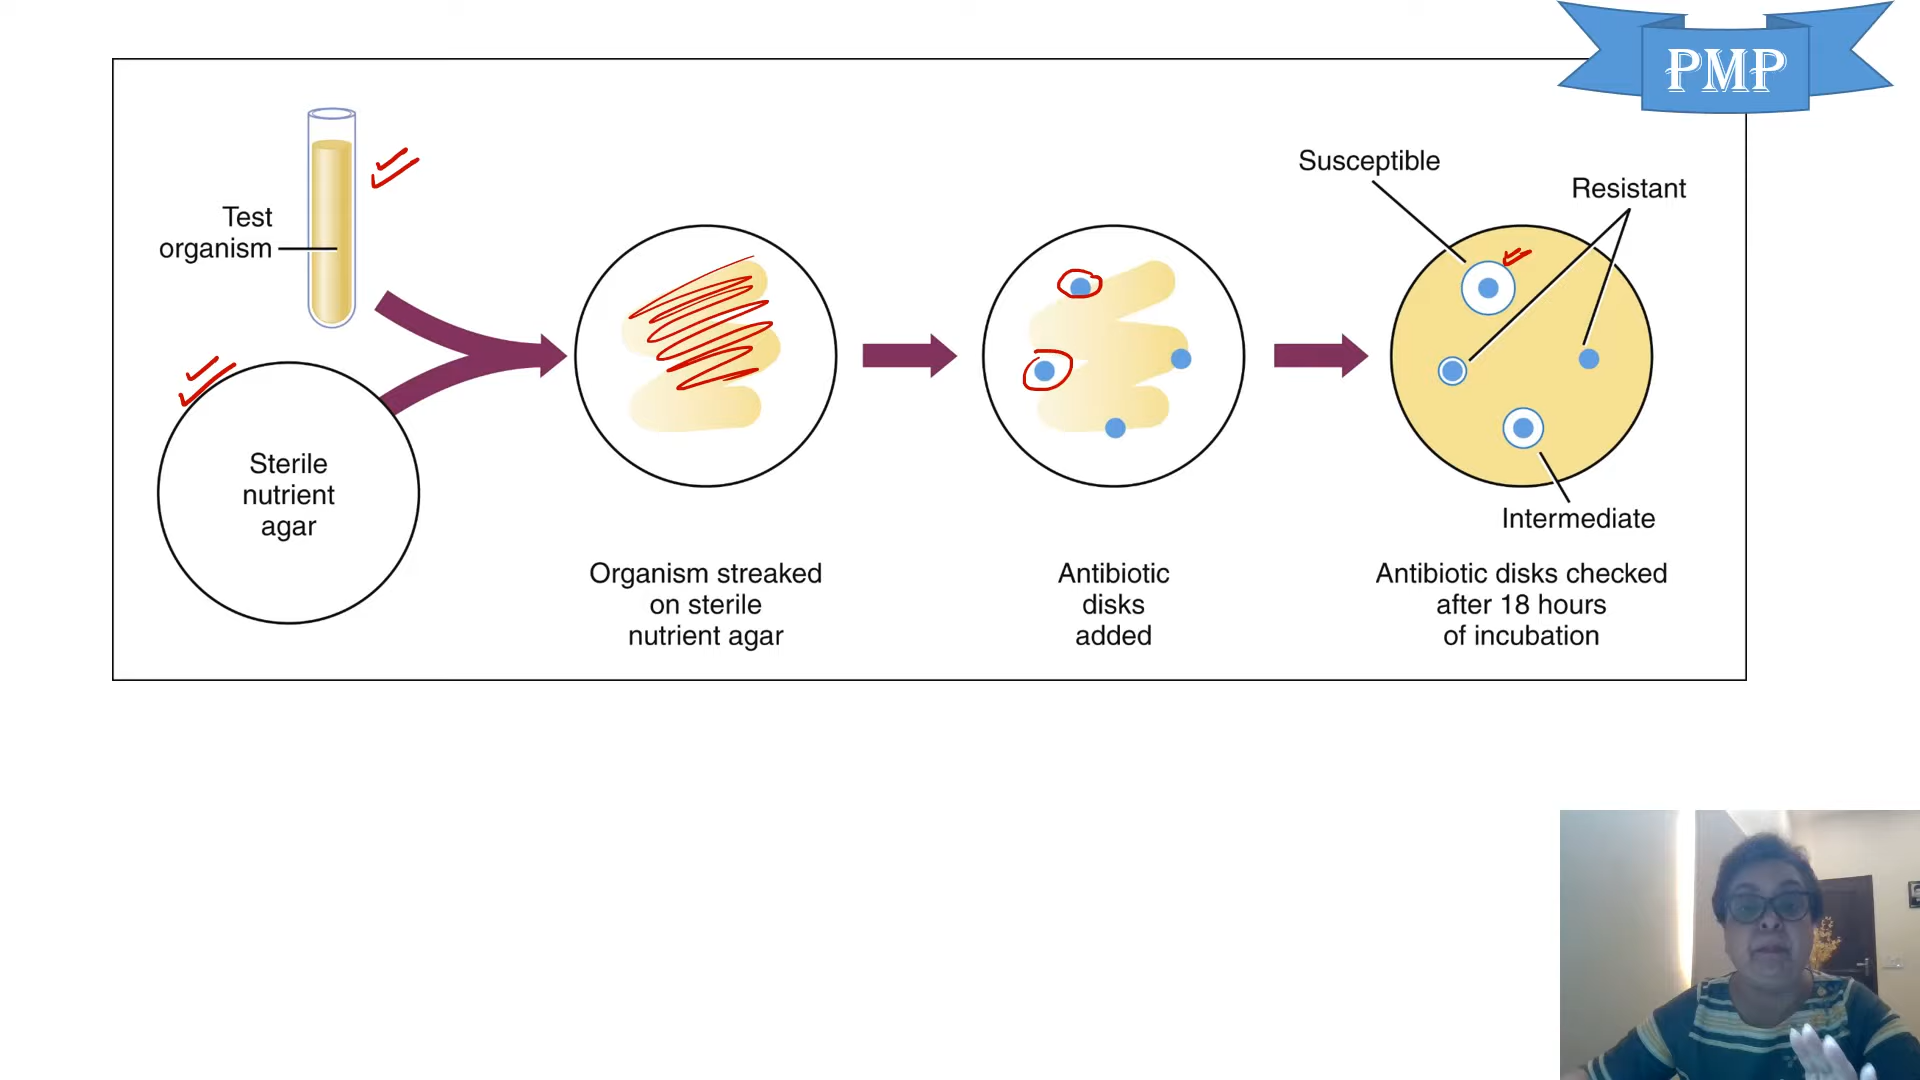 PMP
Test
organism
Sterile
nutrient
agar
Organism streaked
on sterile
nutrient agar
Antibiotic
disks
added
Susceptible
Resistant
Intermediate
Antibiotic disks checked
after 18 hours
of incubation